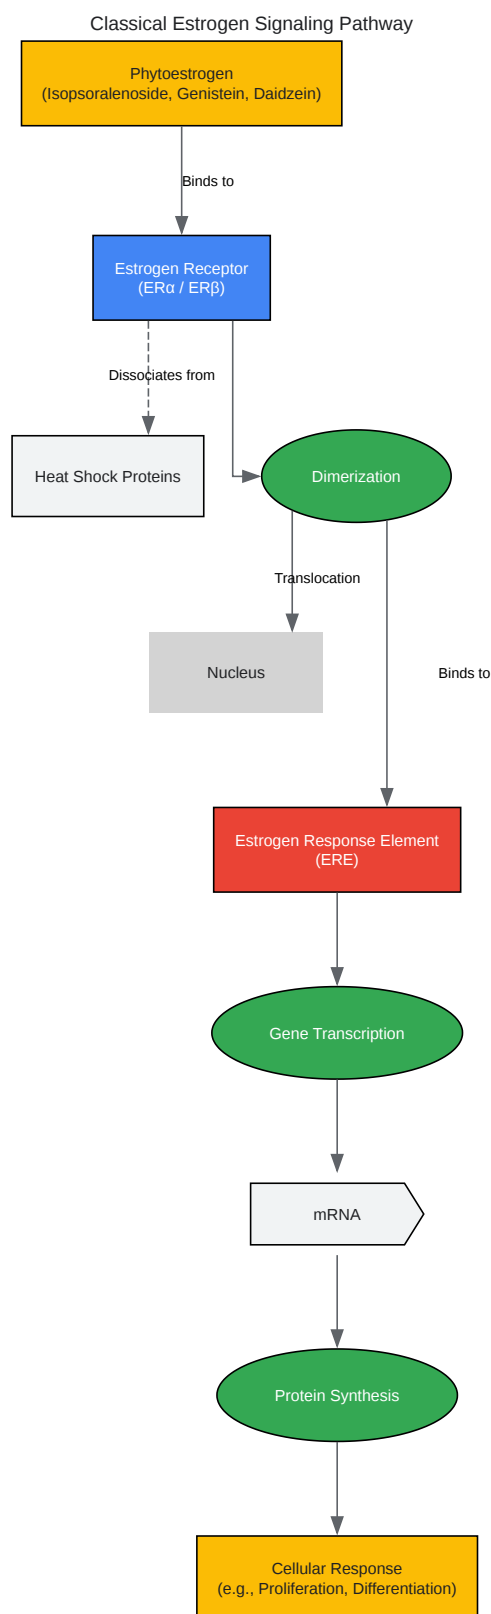 Classical Estrogen Signaling Pathway
Phytoestrogen
(Isopsoralenoside, Genistein, Daidzein)
Binds to
Estrogen Receptor
(ERα / ERβ)
Dissociates from
Heat Shock Proteins
Dimerization
Translocation
Nucleus
Binds to
Estrogen Response Element
(ERE)
Gene Transcription
mRNA
Protein Synthesis
Cellular Response
(e.g., Proliferation, Differentiation)